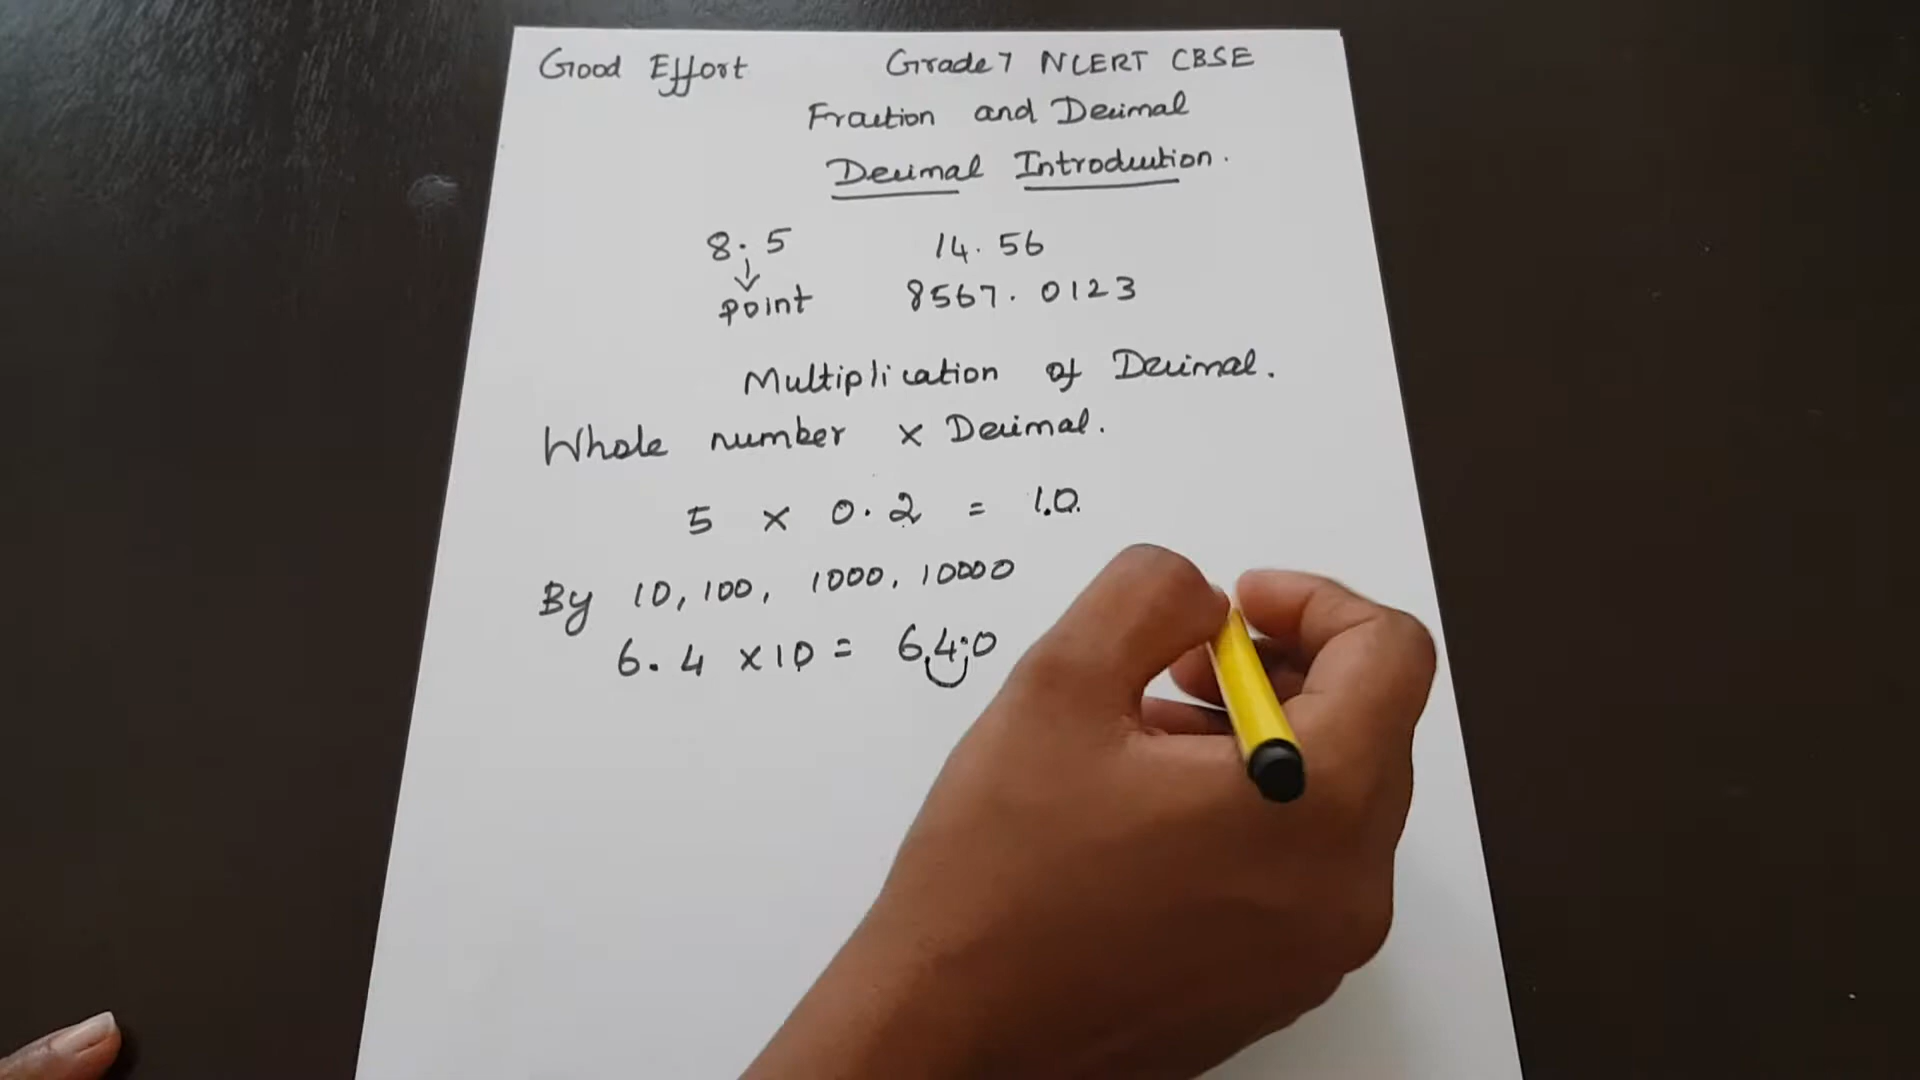 Good Effort Grade 7 NCERT CBSE
Fraction and Decimal
Decimal Introduction.
8.5 14.56
point 8567.0123
Multiplication of Decimal.
Whole number x Decimal.
5 x 0.2 = 1.0
By 10, 100, 1000, 10000
6.4 x10 = 64.0